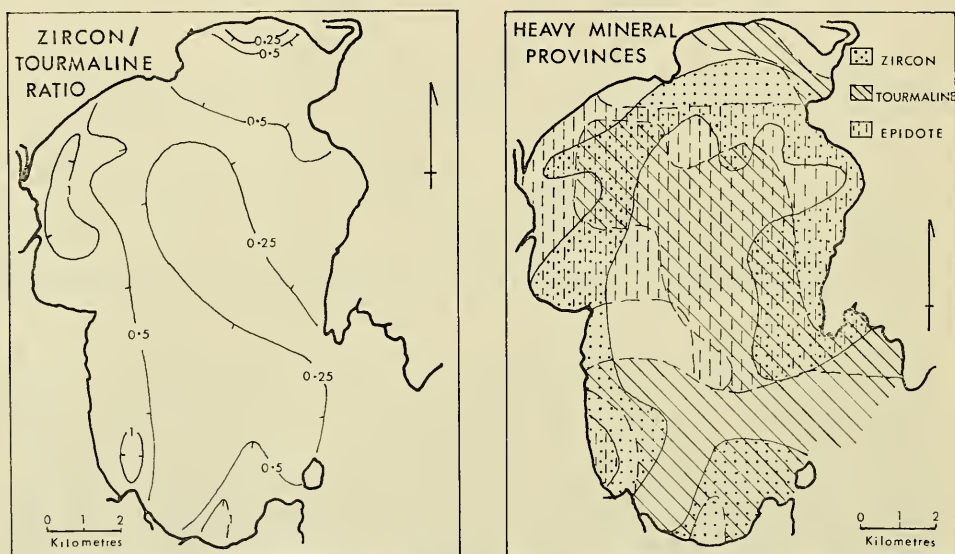 ZIRCON/
TOURMALINE
RATIO
0·25
0·5
0·5
1
0·25
0·5
0·25
1
0·5
1
0 1 2
Kilometres
HEAVY MINERAL
PROVINCES
ZIRCON
TOURMALINE
EPIDOTE
0 1 2
Kilometres